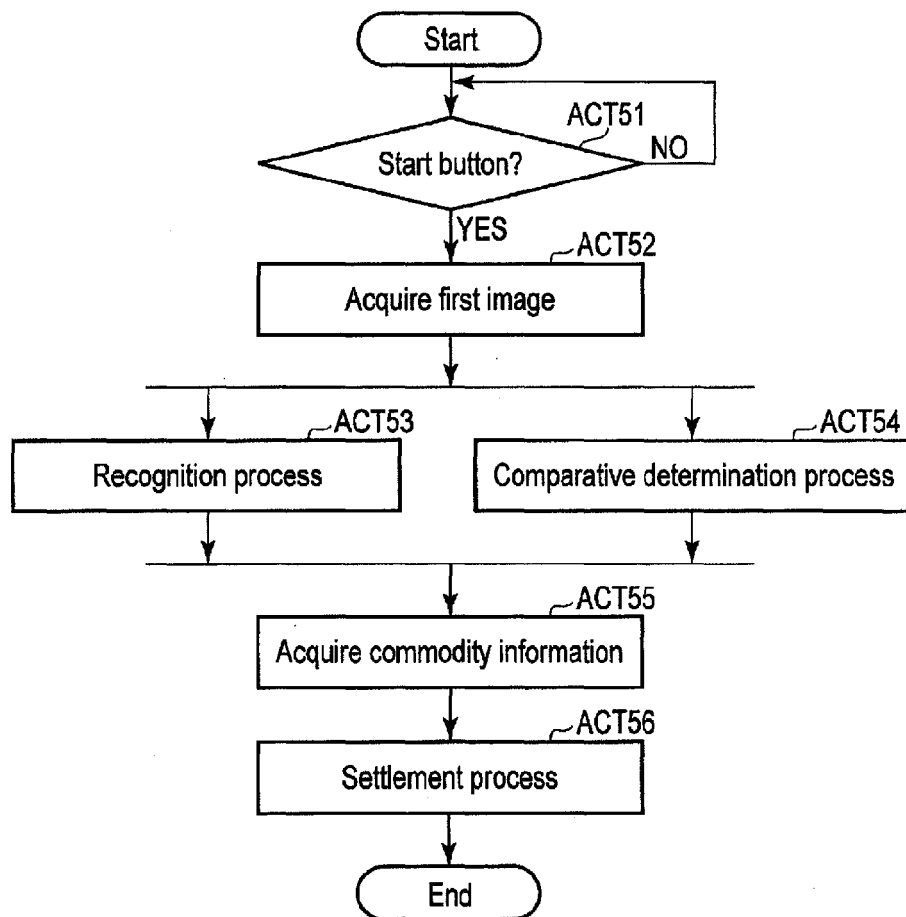 Start
ACT51
Start button?
NO
YES
ACT52
Acquire first image
ACT53
ACT54
Recognition process
Comparative determination process
ACT55
Acquire commodity information
ACT56
Settlement process
End